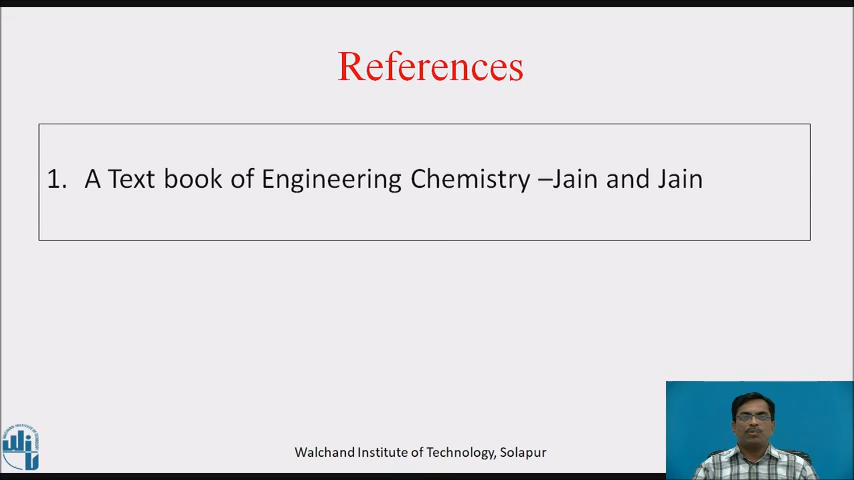 References
1. A Text book of Engineering Chemistry –Jain and Jain
Walchand Institute of Technology, Solapur